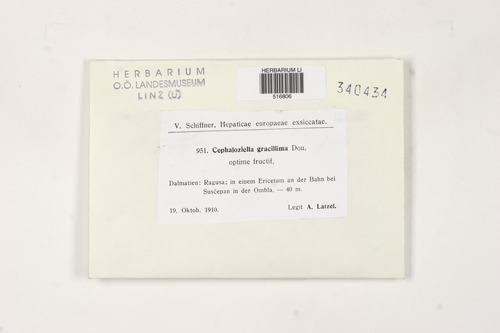 HERBARIUM
O.Ö. LANDESMUSEUM
LINZ (LI)
HERBARIUM LI
516806
340434
V. Schiffner, Hepaticae europaeae exsiccatae.
951. Cephaloziella gracillima Dou,
optime fructif.
Dalmatien: Ragusa; in einem Ericetum an der Bahn bei
Susčepan in der Ombla. — 40 m.
19. Oktob. 1910.
Legit A. Latzel.